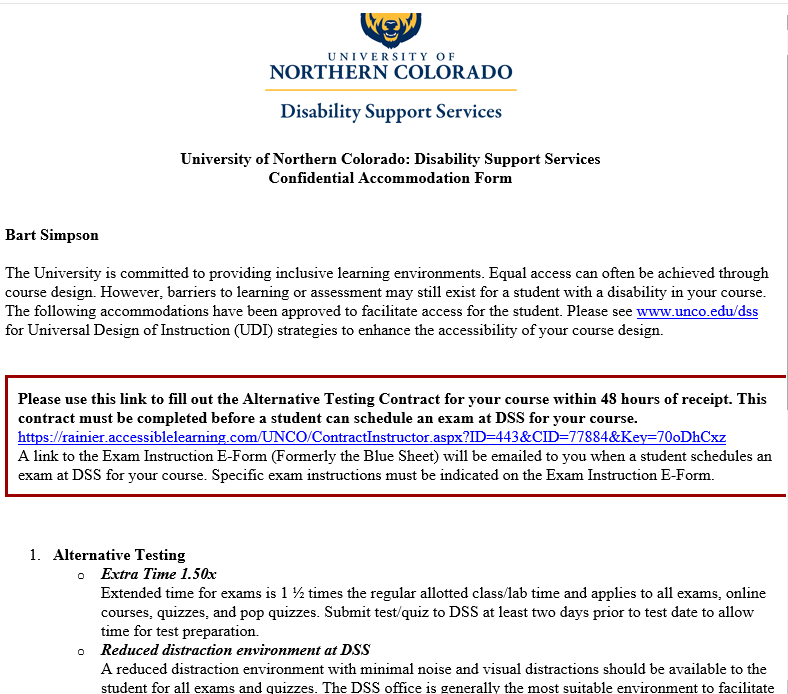 UNIVERSITY OF
NORTHERN COLORADO
Disability Support Services
University of Northern Colorado: Disability Support Services
Confidential Accommodation Form
Bart Simpson
The University is committed to providing inclusive learning environments. Equal access can often be achieved through
course design. However, barriers to learning or assessment may still exist for a student with a disability in your course.
The following accommodations have been approved to facilitate access for the student. Please see www.unco.edu/dss
for Universal Design of Instruction (UDI) strategies to enhance the accessibility of your course design.
Please use this link to fill out the Alternative Testing Contract for your course within 48 hours of receipt. This
contract must be completed before a student can schedule an exam at DSS for your course.
https://rainier.accessiblelearning.com/UNCO/ContractInstructor.aspx?ID=443&CID=77884&Key=70oDhCxz
A link to the Exam Instruction E-Form (Formerly the Blue Sheet) will be emailed to you when a student schedules an
exam at DSS for your course. Specific exam instructions must be indicated on the Exam Instruction E-Form.
1. Alternative Testing
o Extra Time 1.50x
Extended time for exams is 1 ½ times the regular allotted class/lab time and applies to all exams, online
courses, quizzes, and pop quizzes. Submit test/quiz to DSS at least two days prior to test date to allow
time for test preparation.
o Reduced distraction environment at DSS
A reduced distraction environment with minimal noise and visual distractions should be available to the
student for all exams and quizzes. The DSS office is generally the most suitable environment to facilitate